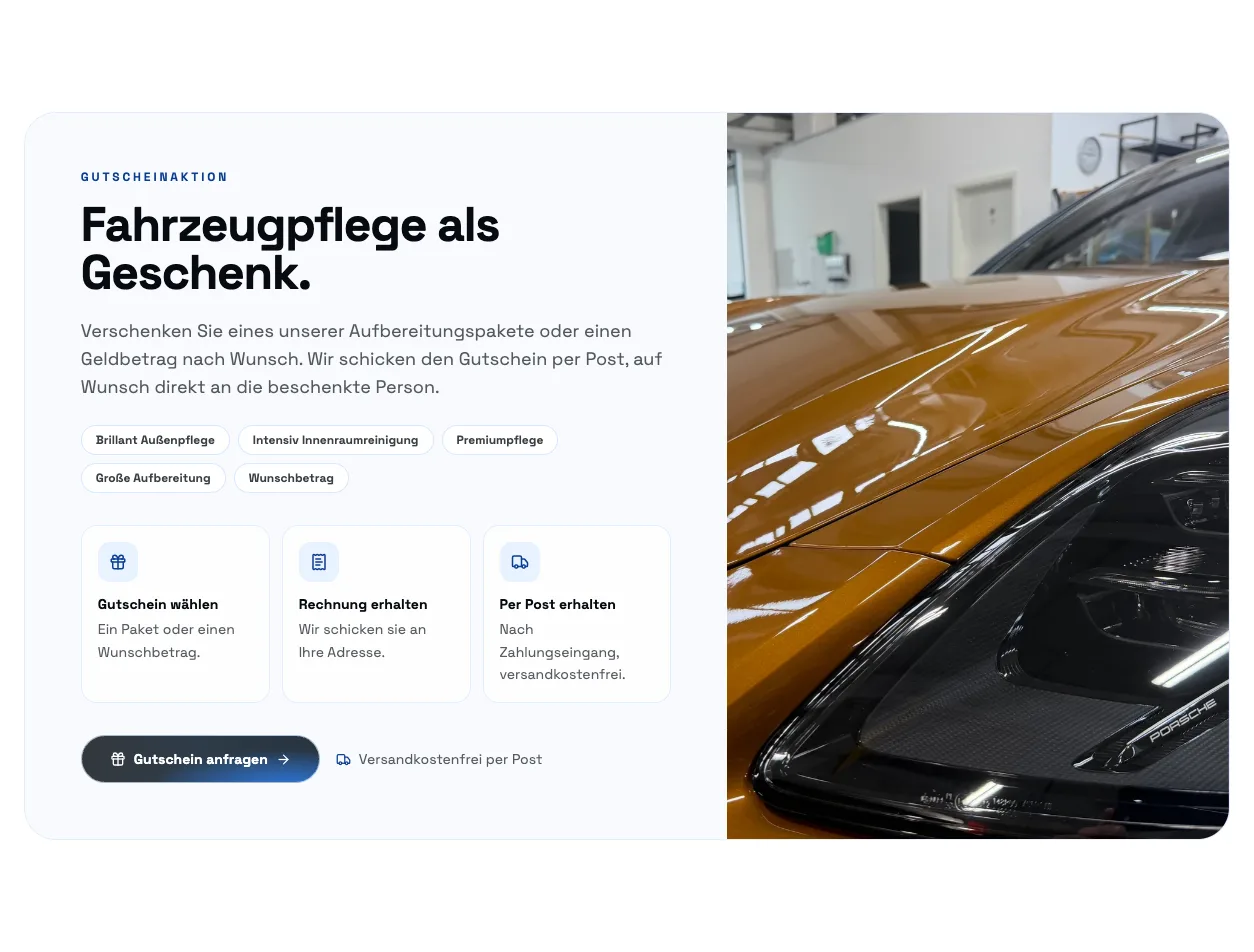 GUTSCHEINAKTION
Fahrzeugpflege als
Geschenk.
Verschenken Sie eines unserer Aufbereitungspakete oder einen
Geldbetrag nach Wunsch. Wir schicken den Gutschein per Post, auf
Wunsch direkt an die beschenkte Person.
Brillant Außenpflege
Intensiv Innenraumreinigung
Premiumpflege
Große Aufbereitung
Wunschbetrag
Gutschein wählen
Ein Paket oder einen
Wunschbetrag.
Rechnung erhalten
Wir schicken sie an
Ihre Adresse.
Per Post erhalten
Nach
Zahlungseingang,
versandkostenfrei.
Gutschein anfragen
Versandkostenfrei per Post
PORSCHE